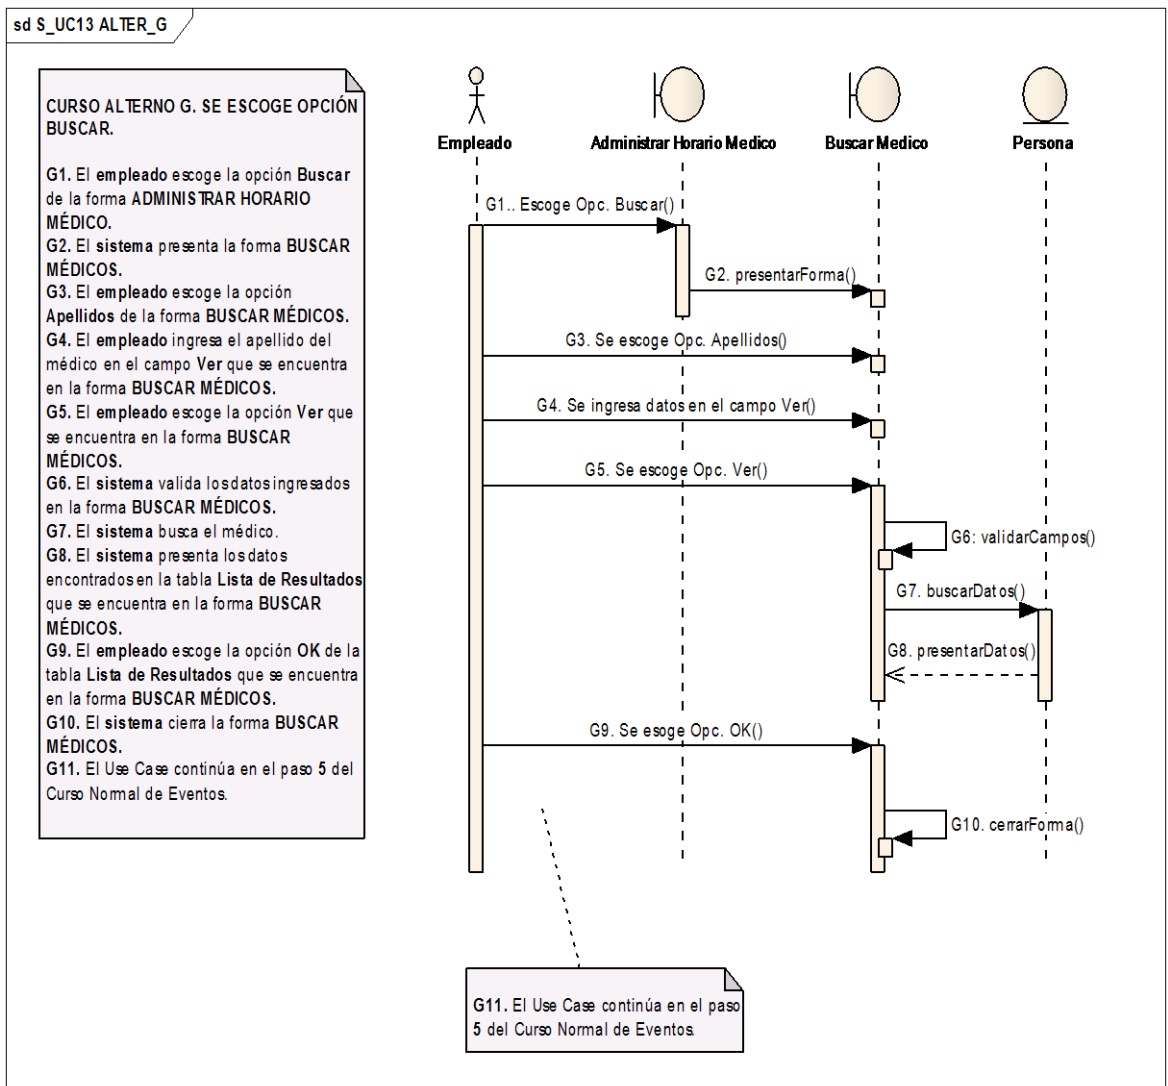 sd S_UC13 ALTER_G
CURSO ALTERNO G. SE ESCOGE OPCIÓN
BUSCAR.
G1. El empleado escoge la opción Buscar
de la forma ADMINISTRAR HORARIO
MÉDICO.
G2. El sistema presenta la forma BUSCAR
MÉDICOS.
G3. El empleado escoge la opción
Apellidos de la forma BUSCAR MÉDICOS.
G4. El empleado ingresa el apellido del
médico en el campo Ver que se encuentra
en la forma BUSCAR MÉDICOS.
G5. El empleado escoge la opción Ver que
se encuentra en la forma BUSCAR
MÉDICOS.
G6. El sistema valida los datos ingresados
en la forma BUSCAR MÉDICOS.
G7. El sistema busca el médico.
G8. El sistema presenta los datos
encontrados en la tabla Lista de Resultados
que se encuentra en la forma BUSCAR
MÉDICOS.
G9. El empleado escoge la opción OK de la
tabla Lista de Resultados que se encuentra
en la forma BUSCAR MÉDICOS.
G10. El sistema cierra la forma BUSCAR
MÉDICOS.
G11. El Use Case continúa en el paso 5 del
Curso Normal de Eventos.
Empleado
Administrar Horario Medico
Buscar Medico
Persona
G1.. Escoge Opc. Buscar()
G2. presentarForma()
G3. Se escoge Opc. Apellidos()
G4. Se ingresa datos en el campo Ver()
G5. Se escoge Opc. Ver()
G6: validarCampos()
G7. buscarDatos()
G8. presentarDatos()
G9. Se esoge Opc. OK()
G10. cerrarForma()
G11. El Use Case continúa en el paso
5 del Curso Normal de Eventos.